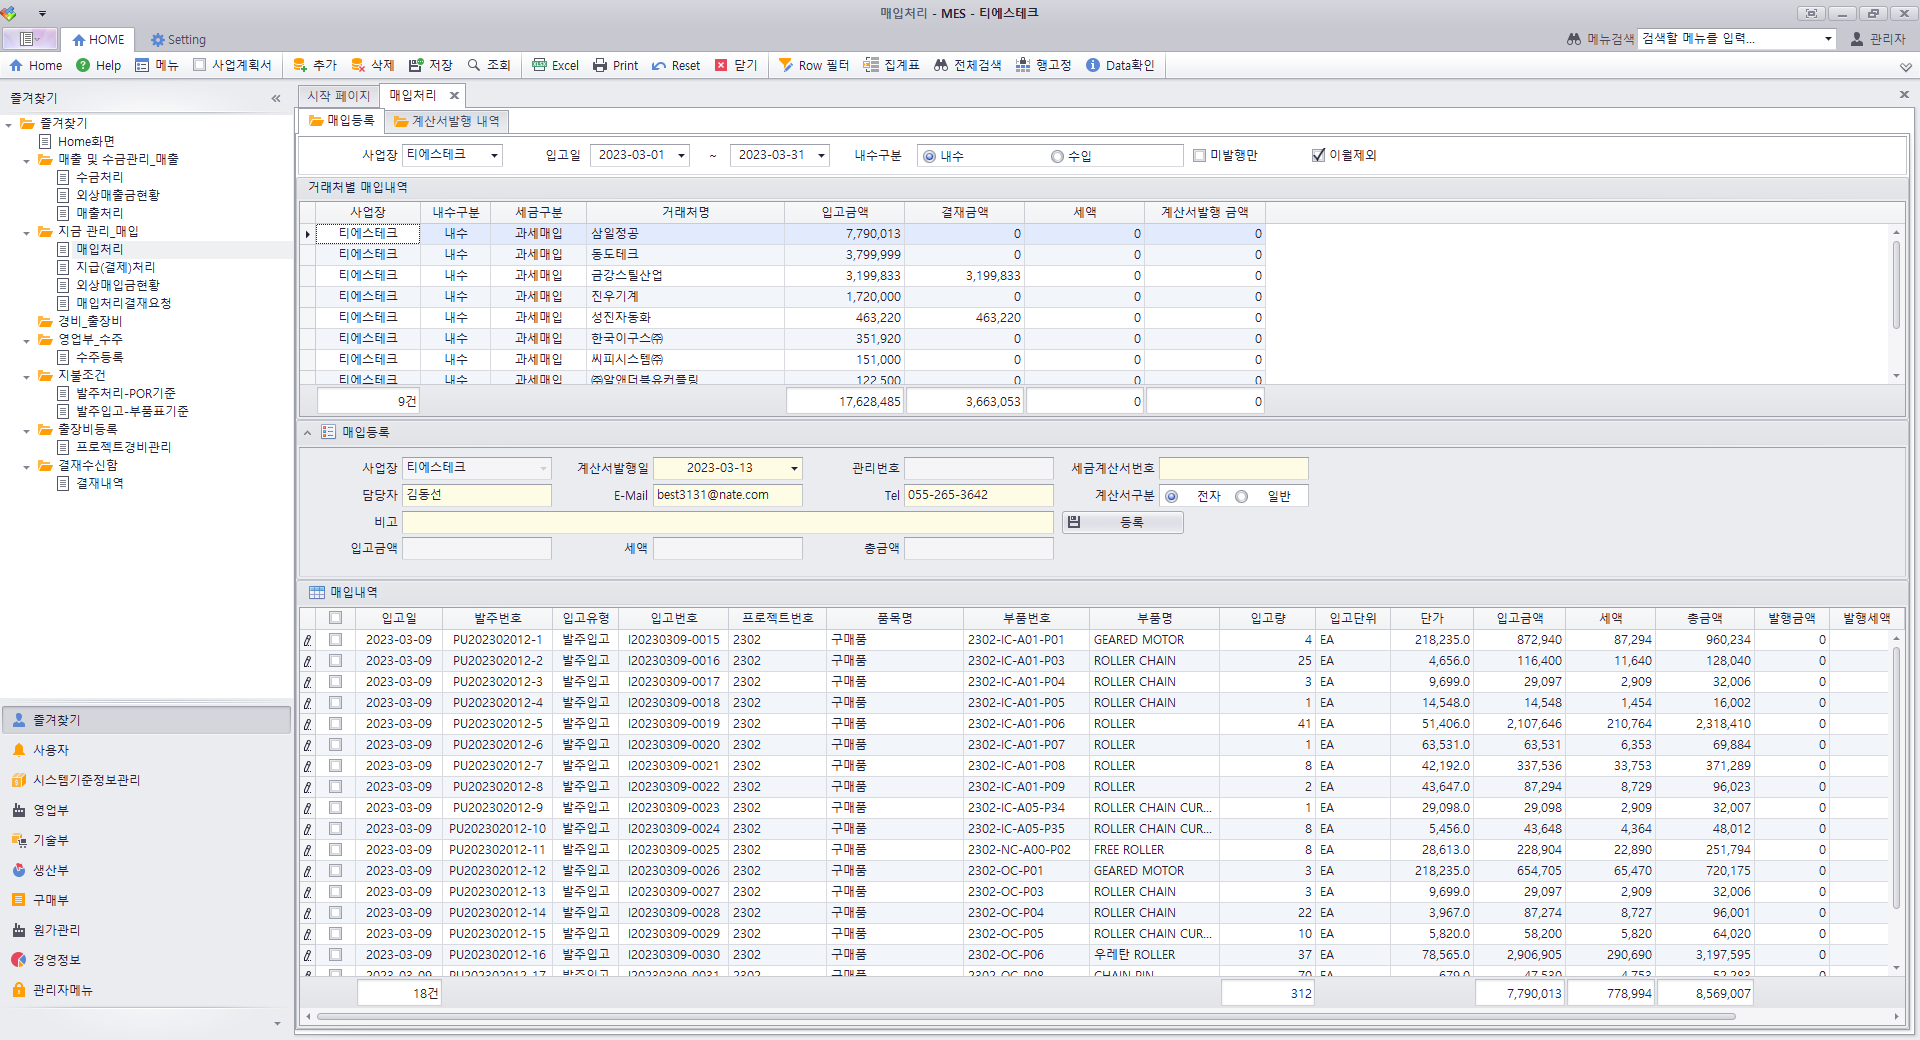 매입처리 - MES - 티에스테크
HOME Setting 메뉴검색 검색할 메뉴를 입력... 관리자
Home Help 메뉴 사업계획서 추가 삭제 저장 조회 Excel Print Reset 닫기 Row 필터 집계표 전체검색 행고정 Data확인
즐겨찾기
즐겨찾기
Home화면
매출 및 수금관리_매출
수금처리
외상매출금현황
매출처리
지급 관리_매입
매입처리
지급(결제)처리
외상매입금현황
매입처리결재요청
경비_출장비
영업부_수주
수주등록
지불조건
발주처리-POR기준
발주입고-부품표기준
출장비등록
프로젝트경비관리
결재수신함
결재내역
즐겨찾기
사용자
시스템기준정보관리
영업부
기술부
생산부
구매부
원가관리
경영정보
관리자메뉴
시작 페이지 매입처리
매입등록 계산서발행 내역
사업장 티에스테크 입고일 2023-03-01 ~ 2023-03-31 내수구분 내수 수입 미발행만 이월제외
거래처별 매입내역
사업장 내수구분 세금구분 거래처명 입고금액 결재금액 세액 계산서발행 금액
티에스테크 내수 과세매입 삼일정공 7,790,013 0 0 0
티에스테크 내수 과세매입 동도테크 3,799,999 0 0 0
티에스테크 내수 과세매입 금강스틸산업 3,199,833 3,199,833 0 0
티에스테크 내수 과세매입 진우기계 1,720,000 0 0 0
티에스테크 내수 과세매입 성진자동화 463,220 463,220 0 0
티에스테크 내수 과세매입 한국이구스㈜ 351,920 0 0 0
티에스테크 내수 과세매입 씨피시스템㈜ 151,000 0 0 0
티에스테크 내수 과세매입 ㈜알앤더블유커플링 122,500 0 0 0
9건 17,628,485 3,663,053 0 0
매입등록
사업장 티에스테크 계산서발행일 2023-03-13 관리번호 세금계산서번호
담당자 김동선 E-Mail best3131@nate.com Tel 055-265-3642 계산서구분 전자 일반
비고 등록
입고금액 세액 총금액
매입내역
입고일 발주번호 입고유형 입고번호 프로젝트번호 품목명 부품번호 부품명 입고량 입고단위 단가 입고금액 세액 총금액 발행금액 발행세액
2023-03-09 PU202302012-1 발주입고 I20230309-0015 2302 구매품 2302-IC-A01-P01 GEARED MOTOR 4 EA 218,235.0 872,940 87,294 960,234 0
2023-03-09 PU202302012-2 발주입고 I20230309-0016 2302 구매품 2302-IC-A01-P03 ROLLER CHAIN 25 EA 4,656.0 116,400 11,640 128,040 0
2023-03-09 PU202302012-3 발주입고 I20230309-0017 2302 구매품 2302-IC-A01-P04 ROLLER CHAIN 3 EA 9,699.0 29,097 2,909 32,006 0
2023-03-09 PU202302012-4 발주입고 I20230309-0018 2302 구매품 2302-IC-A01-P05 ROLLER CHAIN 1 EA 14,548.0 14,548 1,454 16,002 0
2023-03-09 PU202302012-5 발주입고 I20230309-0019 2302 구매품 2302-IC-A01-P06 ROLLER 41 EA 51,406.0 2,107,646 210,764 2,318,410 0
2023-03-09 PU202302012-6 발주입고 I20230309-0020 2302 구매품 2302-IC-A01-P07 ROLLER 1 EA 63,531.0 63,531 6,353 69,884 0
2023-03-09 PU202302012-7 발주입고 I20230309-0021 2302 구매품 2302-IC-A01-P08 ROLLER 8 EA 42,192.0 337,536 33,753 371,289 0
2023-03-09 PU202302012-8 발주입고 I20230309-0022 2302 구매품 2302-IC-A01-P09 ROLLER 2 EA 43,647.0 87,294 8,729 96,023 0
2023-03-09 PU202302012-9 발주입고 I20230309-0023 2302 구매품 2302-IC-A05-P34 ROLLER CHAIN CUR... 1 EA 29,098.0 29,098 2,909 32,007 0
2023-03-09 PU202302012-10 발주입고 I20230309-0024 2302 구매품 2302-IC-A05-P35 ROLLER CHAIN CUR... 8 EA 5,456.0 43,648 4,364 48,012 0
2023-03-09 PU202302012-11 발주입고 I20230309-0025 2302 구매품 2302-NC-A00-P02 FREE ROLLER 8 EA 28,613.0 228,904 22,890 251,794 0
2023-03-09 PU202302012-12 발주입고 I20230309-0026 2302 구매품 2302-OC-P01 GEARED MOTOR 3 EA 218,235.0 654,705 65,470 720,175 0
2023-03-09 PU202302012-13 발주입고 I20230309-0027 2302 구매품 2302-OC-P03 ROLLER CHAIN 3 EA 9,699.0 29,097 2,909 32,006 0
2023-03-09 PU202302012-14 발주입고 I20230309-0028 2302 구매품 2302-OC-P04 ROLLER CHAIN 22 EA 3,967.0 87,274 8,727 96,001 0
2023-03-09 PU202302012-15 발주입고 I20230309-0029 2302 구매품 2302-OC-P05 ROLLER CHAIN CUR... 10 EA 5,820.0 58,200 5,820 64,020 0
2023-03-09 PU202302012-16 발주입고 I20230309-0030 2302 구매품 2302-OC-P06 우레탄 ROLLER 37 EA 78,565.0 2,906,905 290,690 3,197,595 0
2023-03-09 PU202302012-17 발주입고 I20230309-0031 2302 구매품 2302-OC-P08 CHAIN PIN 70 EA 679.0 47,530 4,753 52,283 0
18건 312 7,790,013 778,994 8,569,007